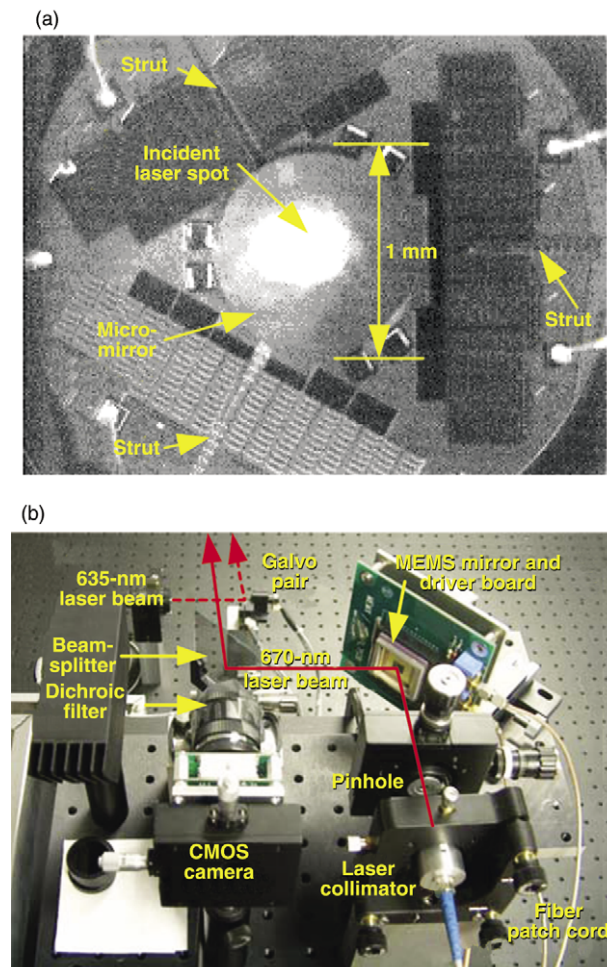 (a)
Strut
Incident
laser spot
1 mm
Micro-
mirror
Strut
Strut
(b)
635-nm
laser beam
Galvo
pair
MEMS mirror and
driver board
Beam-
splitter
670-nm
laser beam
Dichroic
filter
Pinhole
CMOS
camera
Laser
collimator
Fiber
patch cord